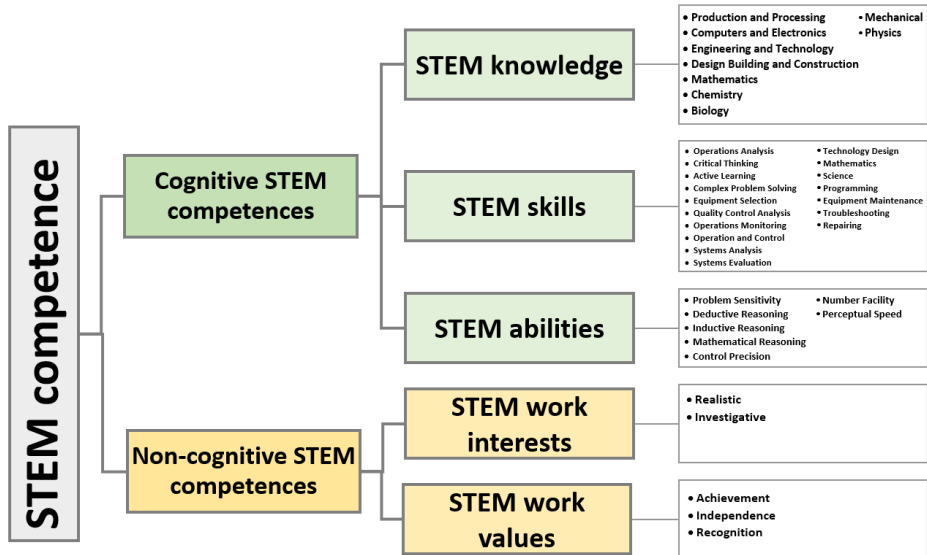 STEM competence
Cognitive STEM
competences
Non-cognitive STEM
competences
STEM knowledge
• Production and Processing
• Computers and Electronics
• Engineering and Technology
• Design Building and Construction
• Mathematics
• Chemistry
• Biology
• Mechanical
• Physics
STEM skills
• Operations Analysis
• Critical Thinking
• Active Learning
• Complex Problem Solving
• Equipment Selection
• Quality Control Analysis
• Operations Monitoring
• Operation and Control
• Systems Analysis
• Systems Evaluation
• Technology Design
• Mathematics
• Science
• Programming
• Equipment Maintenance
• Troubleshooting
• Repairing
STEM abilities
• Problem Sensitivity
• Deductive Reasoning
• Inductive Reasoning
• Mathematical Reasoning
• Control Precision
• Number Facility
• Perceptual Speed
STEM work
interests
• Realistic
• Investigative
STEM work
values
• Achievement
• Independence
• Recognition